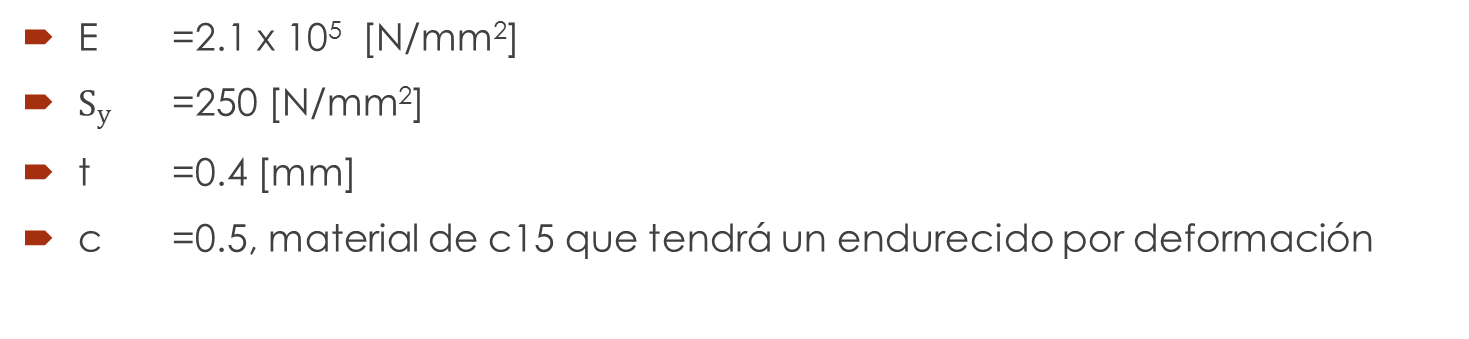 E =2.1 x 10⁵ [N/mm²]
S_y =250 [N/mm²]
t =0.4 [mm]
c =0.5, material de c15 que tendrá un endurecido por deformación